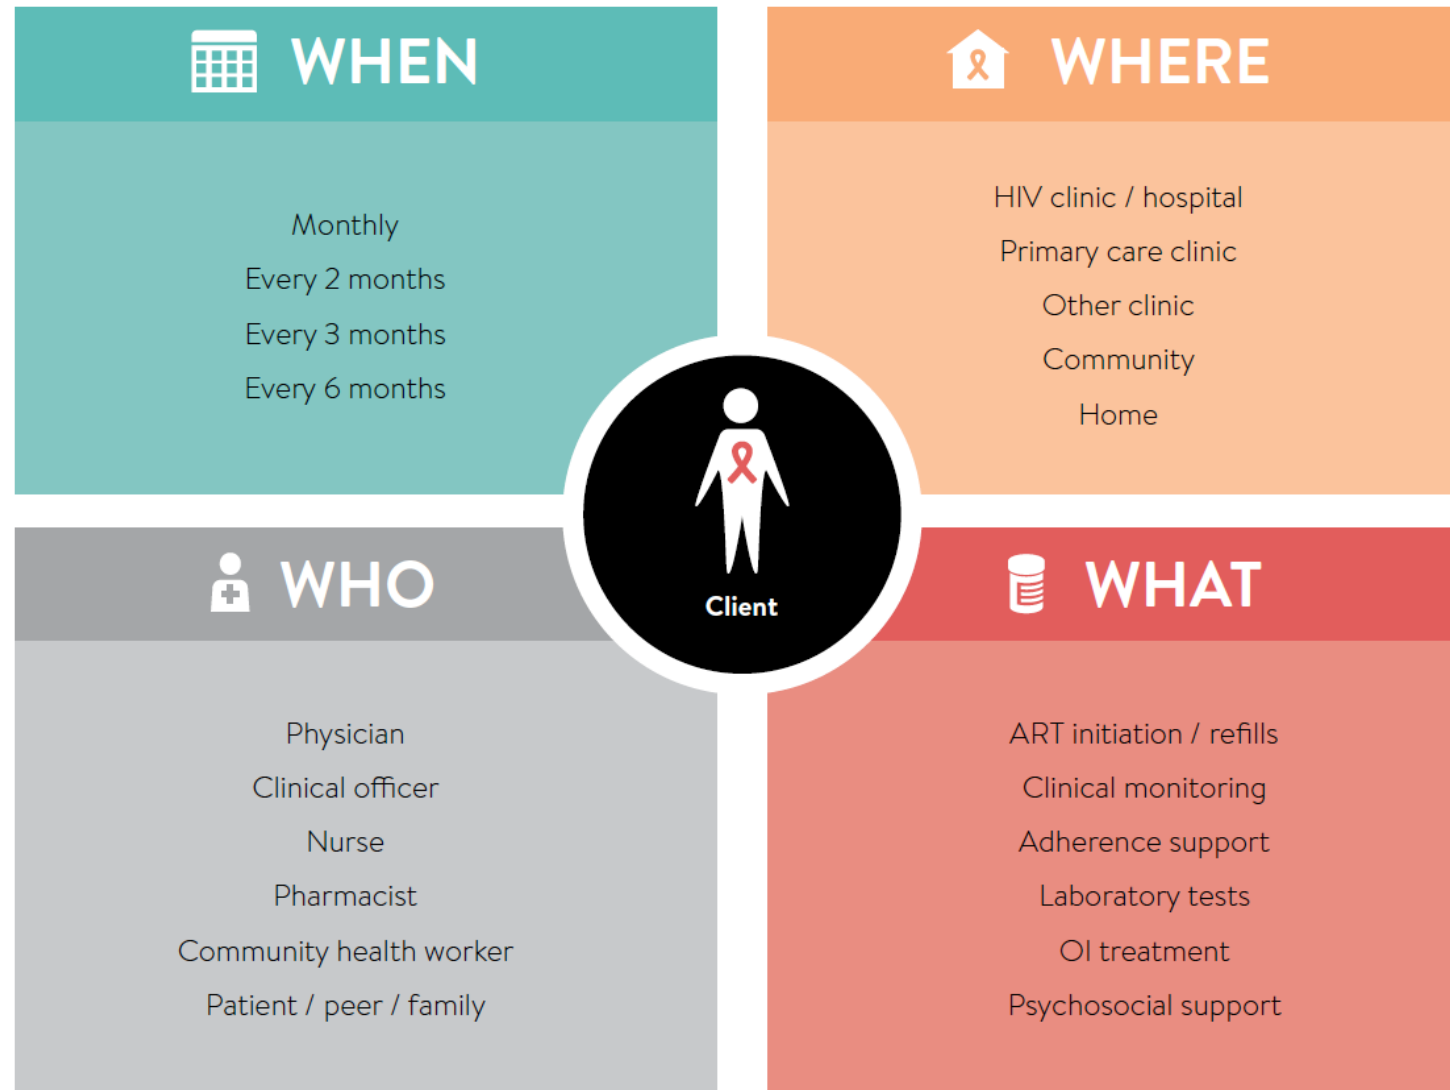 WHEN
Monthly
Every 2 months
Every 3 months
Every 6 months
WHERE
HIV clinic / hospital
Primary care clinic
Other clinic
Community
Home
Client
WHO
Physician
Clinical officer
Nurse
Pharmacist
Community health worker
Patient / peer / family
WHAT
ART initiation / refills
Clinical monitoring
Adherence support
Laboratory tests
OI treatment
Psychosocial support